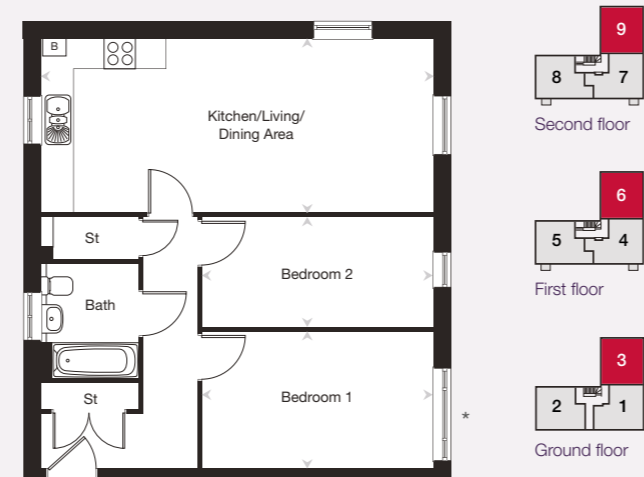 B
Kitchen/Living/
Dining Area
St
Bedroom 2
Bath
St
Bedroom 1
*
9
8
7
Second floor
6
5
4
First floor
3
2
1
Ground floor